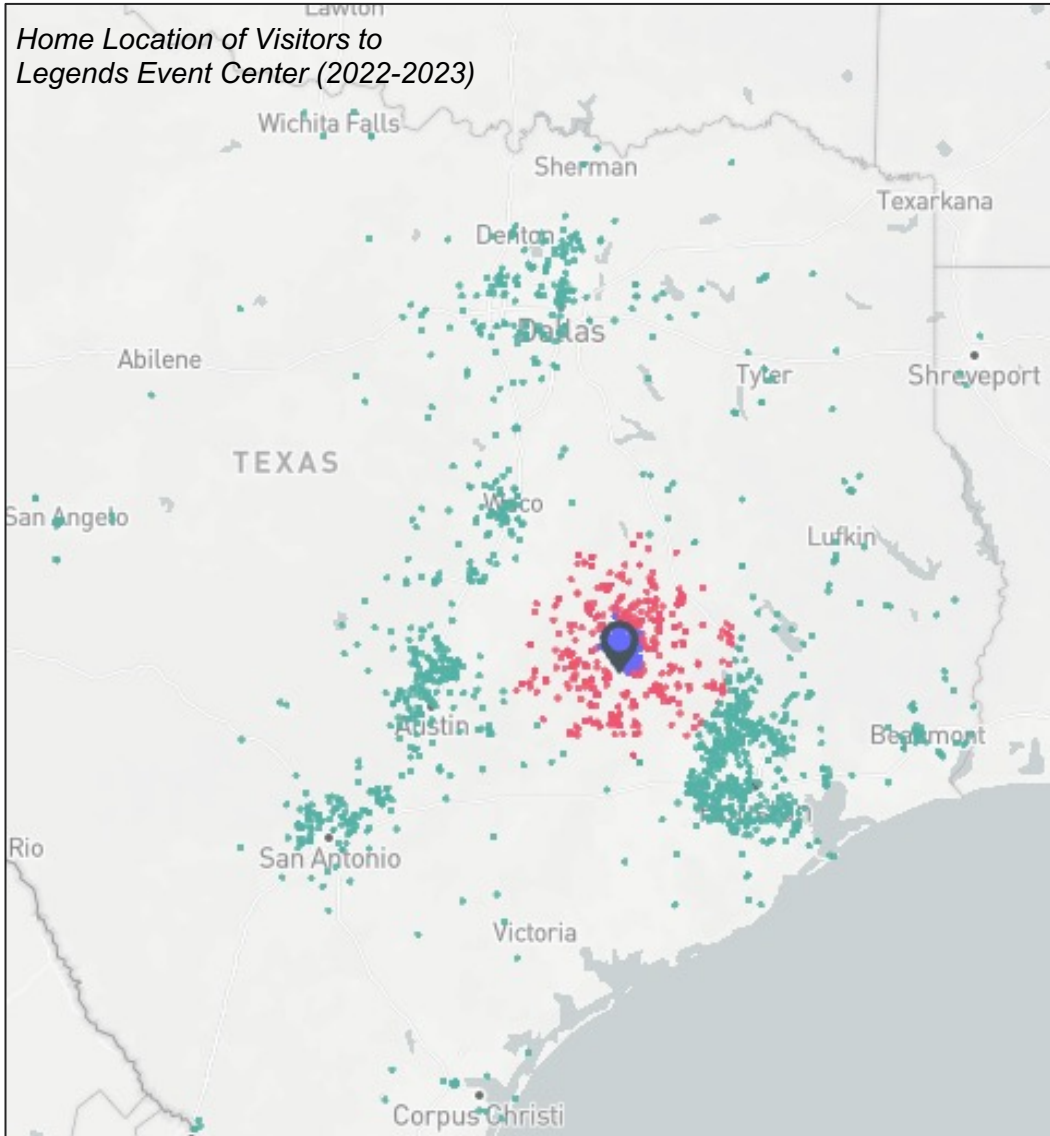 Lawton
Home Location of Visitors to
Legends Event Center (2022-2023)
Wichita Falls
Sherman
Texarkana
Denton
Dallas
Abilene
Tyler
Shreveport
TEXAS
Waco
San Angelo
Lufkin
Austin
Beaumont
Houston
Rio
San Antonio
Victoria
Corpus Christi